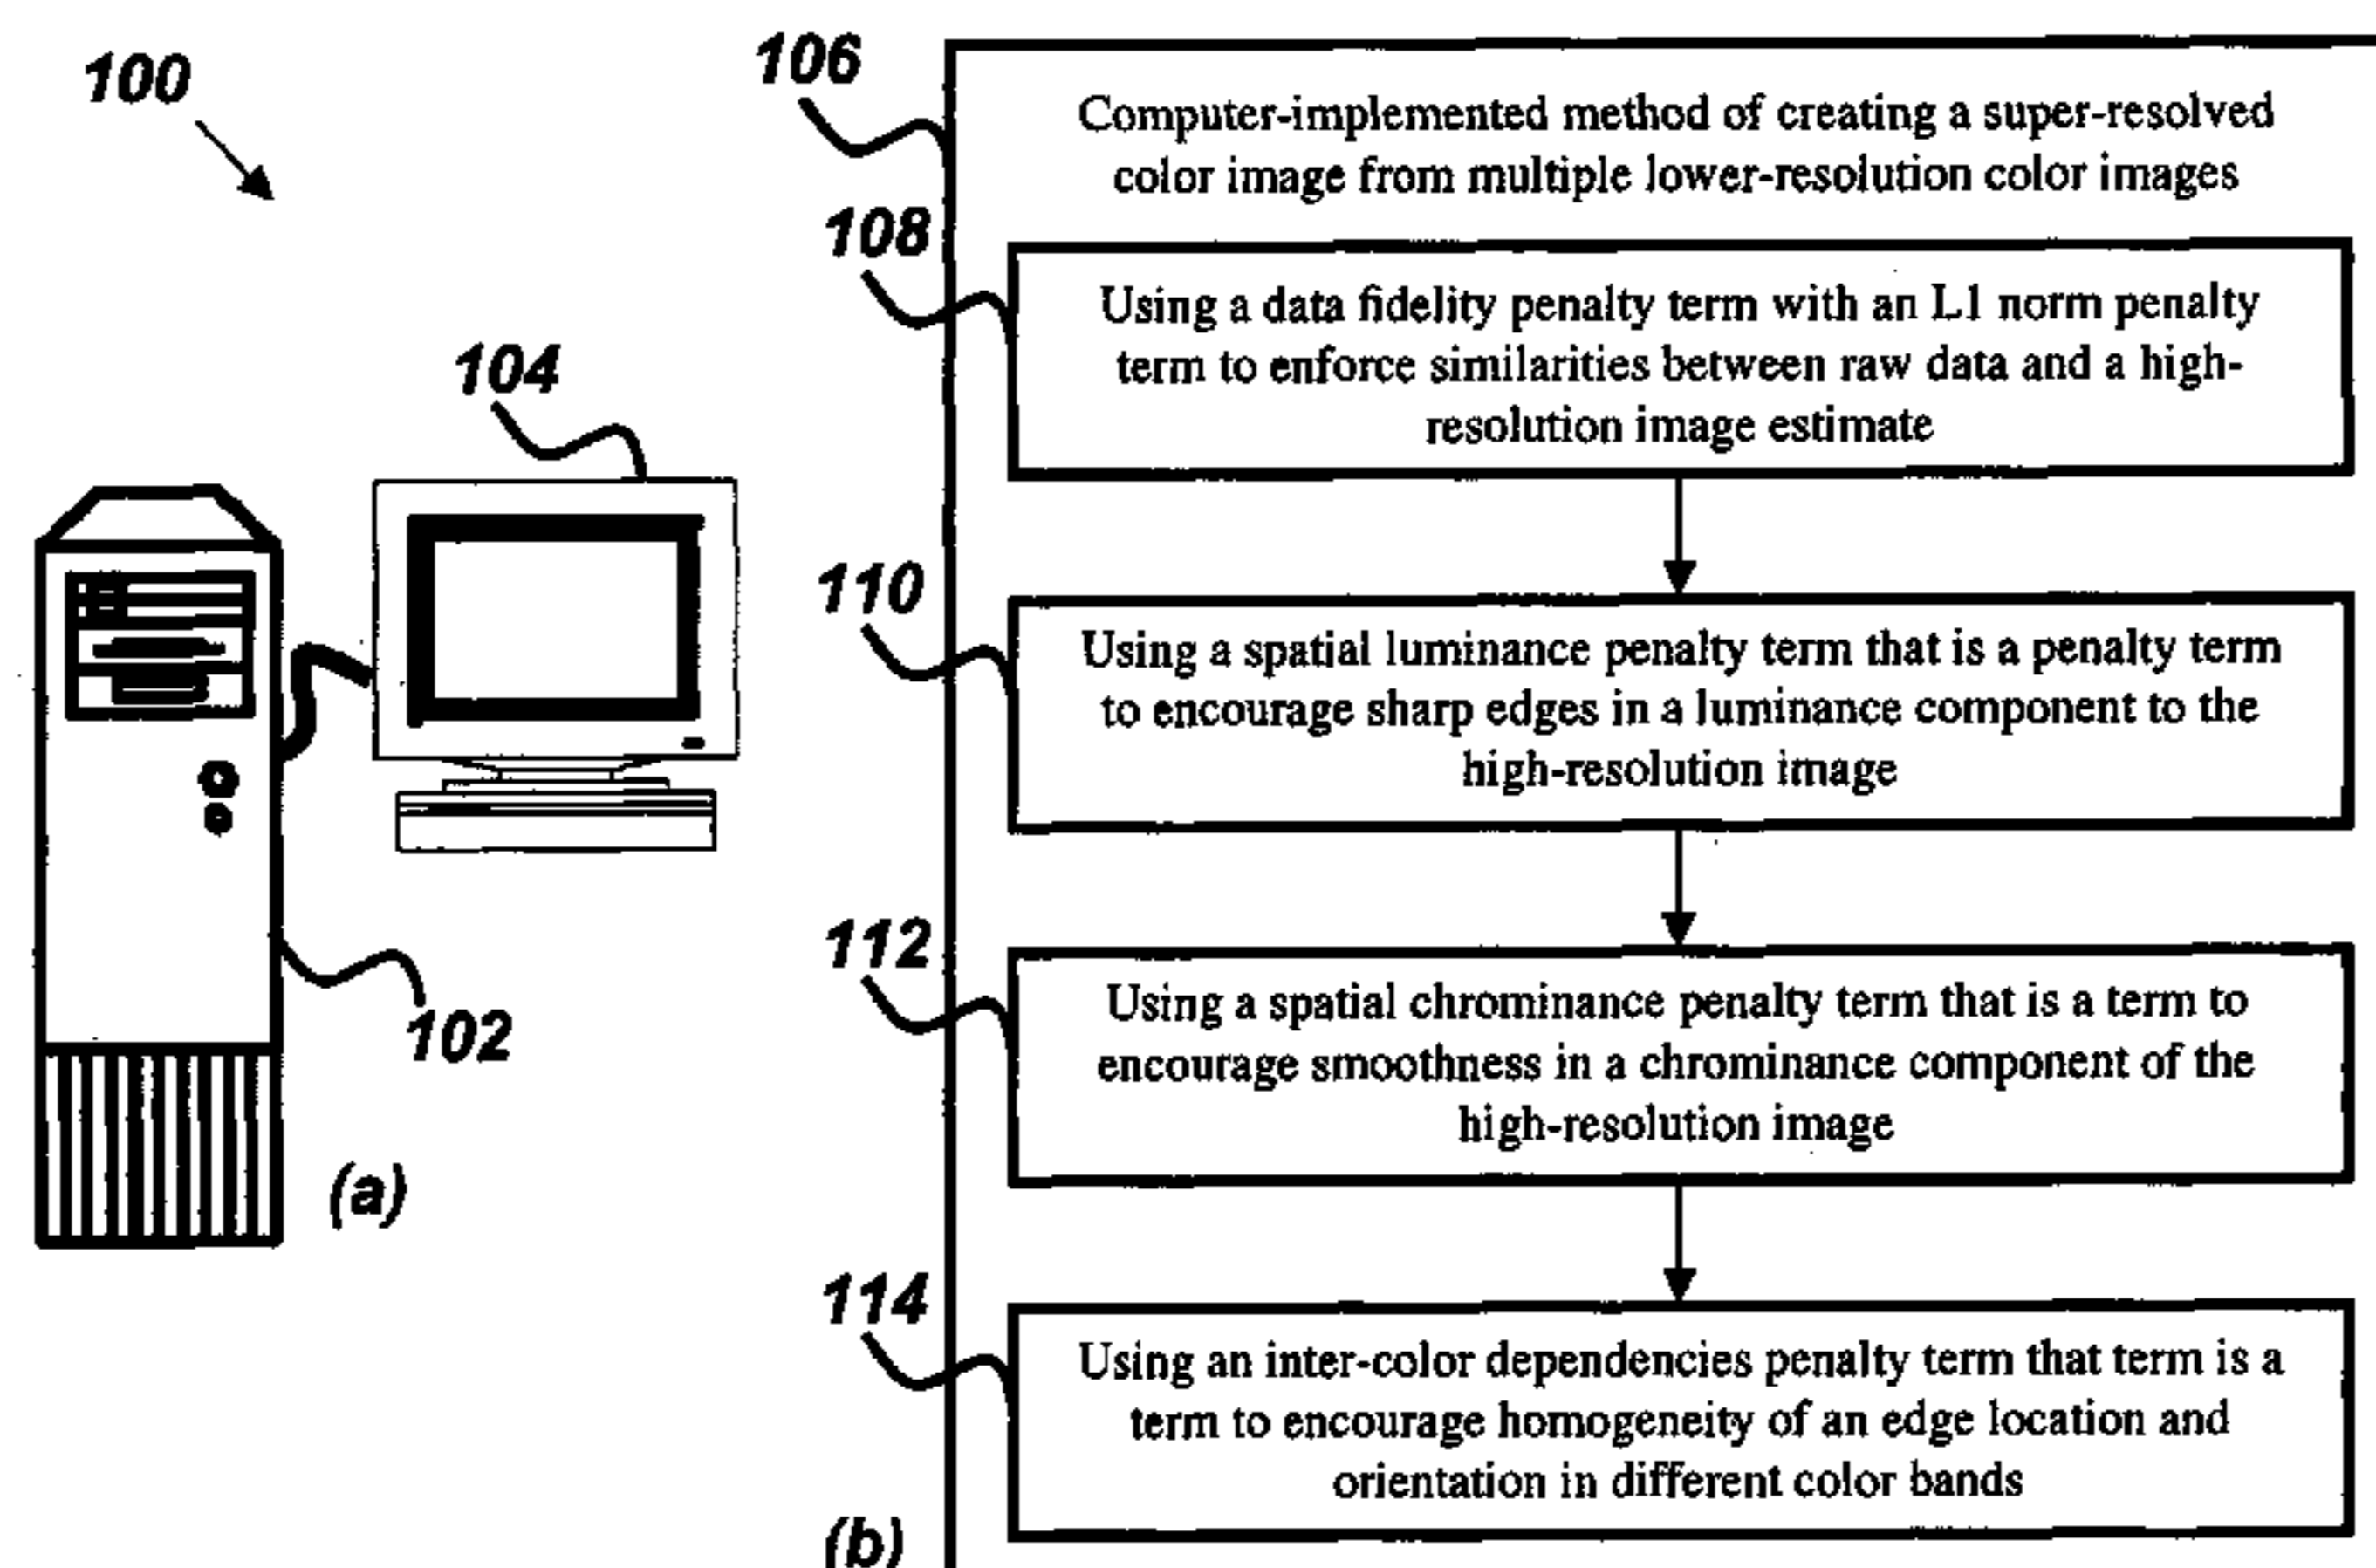 100
104
102
(a)
106
Computer-implemented method of creating a super-resolved
color image from multiple lower-resolution color images
108
Using a data fidelity penalty term with an L1 norm penalty
term to enforce similarities between raw data and a high-
resolution image estimate
110
Using a spatial luminance penalty term that is a penalty term
to encourage sharp edges in a luminance component to the
high-resolution image
112
Using a spatial chrominance penalty term that is a term to
encourage smoothness in a chrominance component of the
high-resolution image
114
Using an inter-color dependencies penalty term that term is a
term to encourage homogeneity of an edge location and
orientation in different color bands
(b)